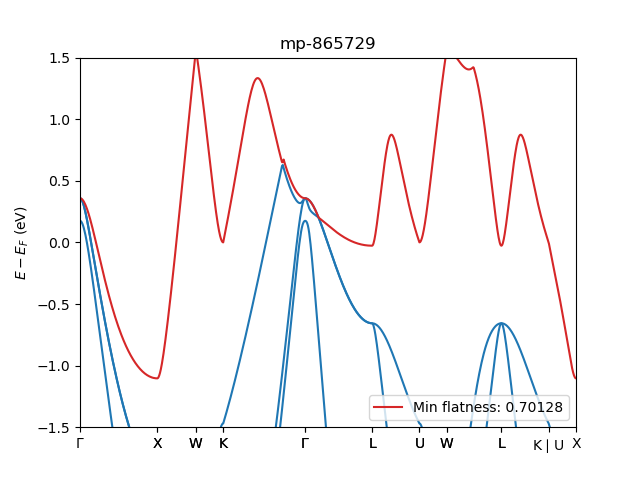 mp-865729
E − E_F (eV)
1.5
1.0
0.5
0.0
−0.5
−1.0
−1.5
Min flatness: 0.70128
Γ X W K Γ L U W L K | U X